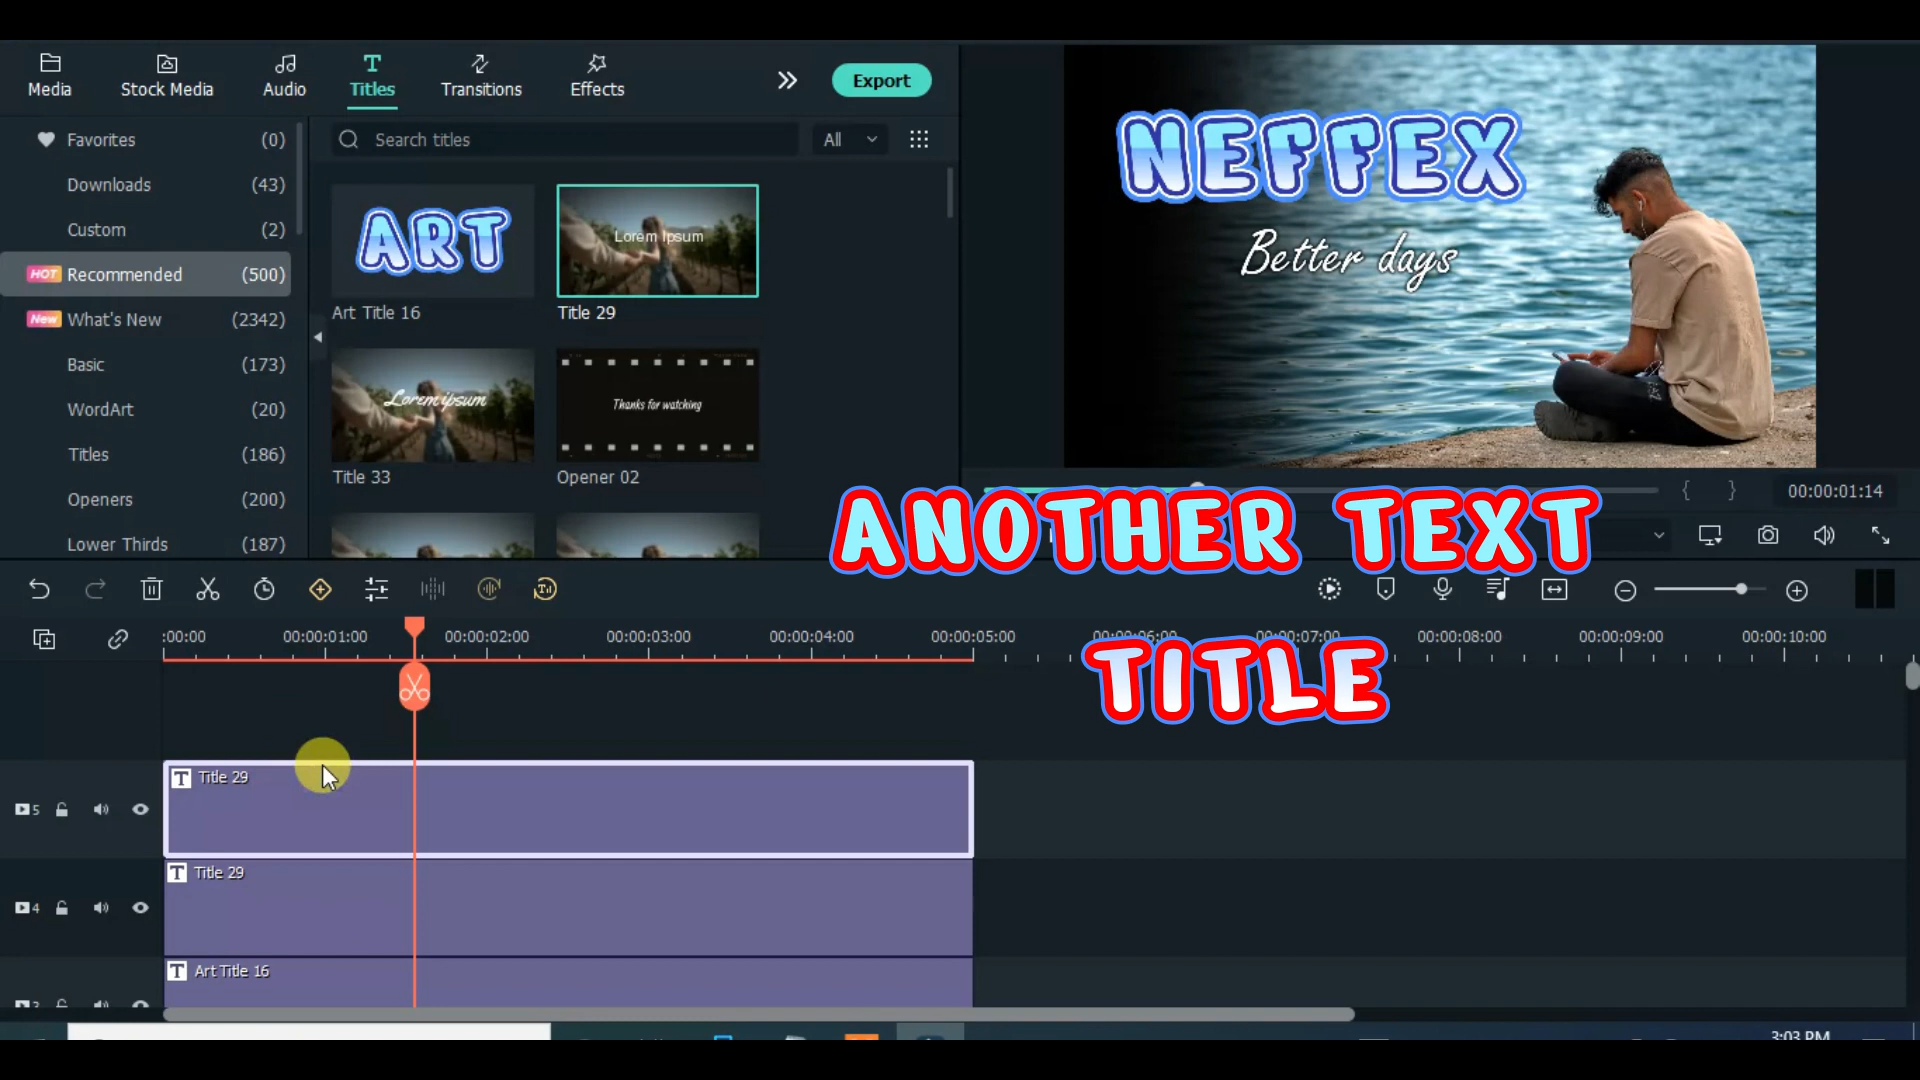 Media
Stock Media
Audio
Titles
Transitions
Effects
Export
Favorites (0)
Downloads (43)
Custom (2)
HOT Recommended (500)
New What's New (2342)
Basic (173)
WordArt (20)
Titles (186)
Openers (200)
Lower Thirds (187)
Search titles
All
ART
Art Title 16
Lorem Ipsum
Title 29
Lorem ipsum
Title 33
Thanks for watching
Opener 02
NEFFEX
Better days
{ }
00:00:01:14
ANOTHER TEXT
TITLE
:00:00
00:00:01:00
00:00:02:00
00:00:03:00
00:00:04:00
00:00:05:00
00:00:06:00
00:00:07:00
00:00:08:00
00:00:09:00
00:00:10:00
5
T Title 29
4
T Title 29
3
T Art Title 16
3:03 PM